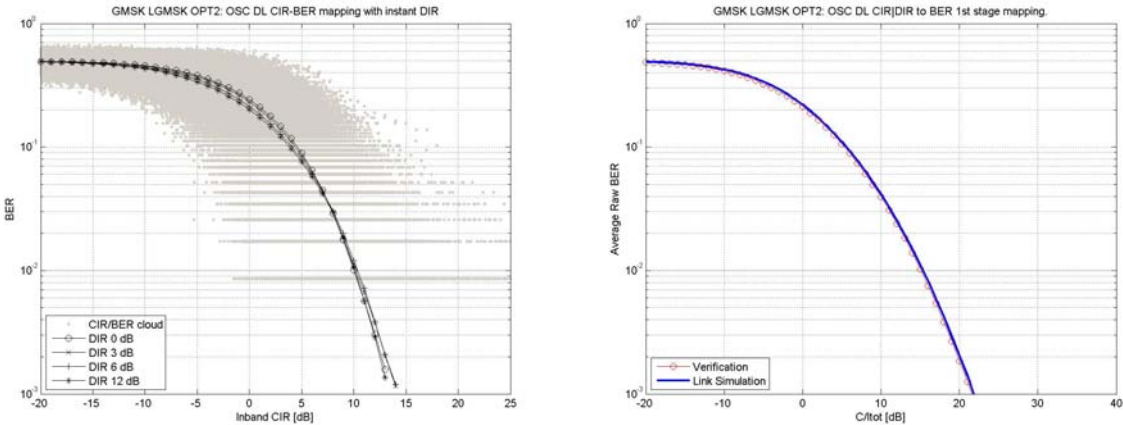 GMSK LGMSK OPT2: OSC DL CIR-BER mapping with instant DIR
10^0
10^-1
10^-2
10^-3
BER
CIR/BER cloud
DIR 0 dB
DIR 3 dB
DIR 6 dB
DIR 12 dB
-20 -15 -10 -5 0 5 10 15 20 25
Inband CIR [dB]
GMSK LGMSK OPT2: OSC DL CIR|DIR to BER 1st stage mapping.
10^0
10^-1
10^-2
10^-3
Average Raw BER
Verification
Link Simulation
-20 -10 0 10 20 30 40
C/Itot [dB]